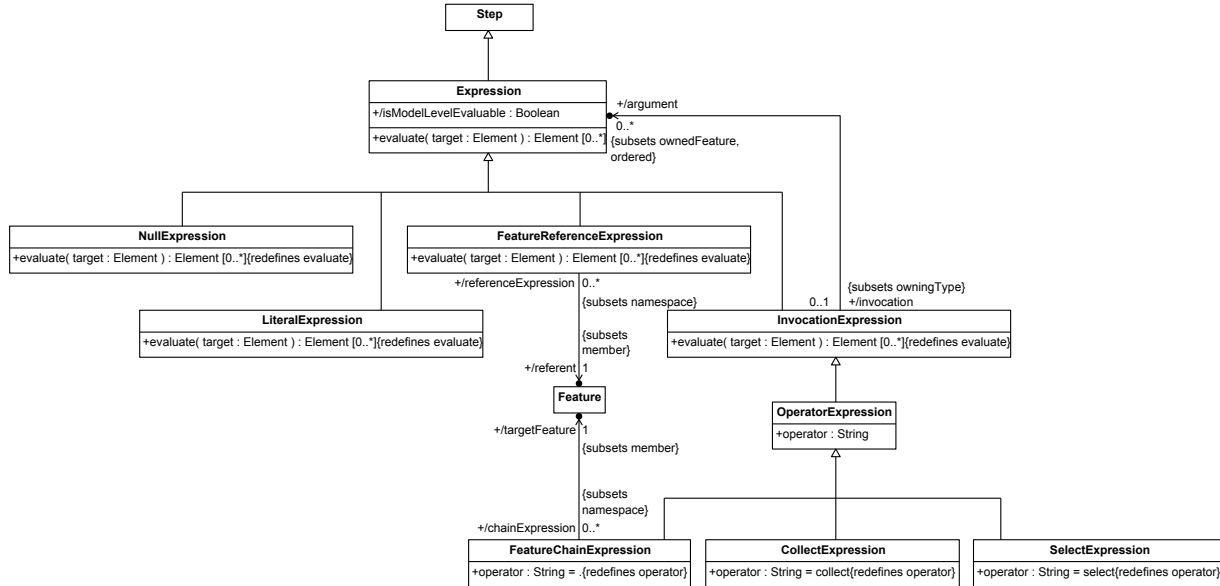 Step
Expression
+/isModelLevelEvaluable : Boolean
+evaluate( target : Element ) : Element [0..*]
+/argument
0..*
{subsets ownedFeature,
ordered}
NullExpression
+evaluate( target : Element ) : Element [0..*]{redefines evaluate}
FeatureReferenceExpression
+evaluate( target : Element ) : Element [0..*]{redefines evaluate}
+/referenceExpression 0..*
{subsets namespace}
{subsets owningType}
0..1 +/invocation
LiteralExpression
+evaluate( target : Element ) : Element [0..*]{redefines evaluate}
InvocationExpression
+evaluate( target : Element ) : Element [0..*]{redefines evaluate}
{subsets
member}
+/referent 1
Feature
+/targetFeature 1
{subsets member}
OperatorExpression
+operator : String
{subsets
namespace}
+/chainExpression 0..*
FeatureChainExpression
+operator : String = .{redefines operator}
CollectExpression
+operator : String = collect{redefines operator}
SelectExpression
+operator : String = select{redefines operator}